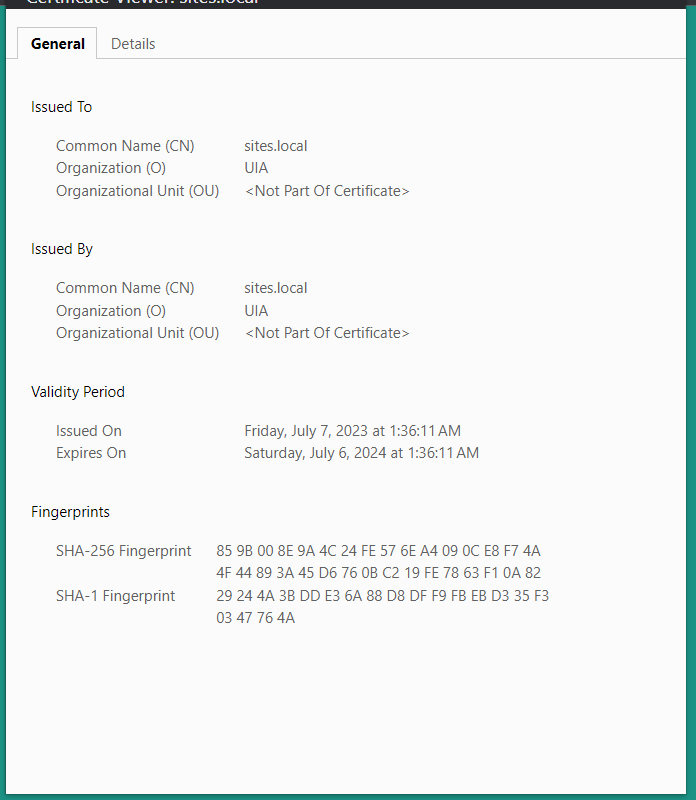 Certificate Viewer: sites.local
General Details
Issued To
Common Name (CN) sites.local
Organization (O) UIA
Organizational Unit (OU) <Not Part Of Certificate>
Issued By
Common Name (CN) sites.local
Organization (O) UIA
Organizational Unit (OU) <Not Part Of Certificate>
Validity Period
Issued On Friday, July 7, 2023 at 1:36:11 AM
Expires On Saturday, July 6, 2024 at 1:36:11 AM
Fingerprints
SHA-256 Fingerprint 85 9B 00 8E 9A 4C 24 FE 57 6E A4 09 0C E8 F7 4A
4F 44 89 3A 45 D6 76 0B C2 19 FE 78 63 F1 0A 82
SHA-1 Fingerprint 29 24 4A 3B DD E3 6A 88 D8 DF F9 FB EB D3 35 F3
03 47 76 4A